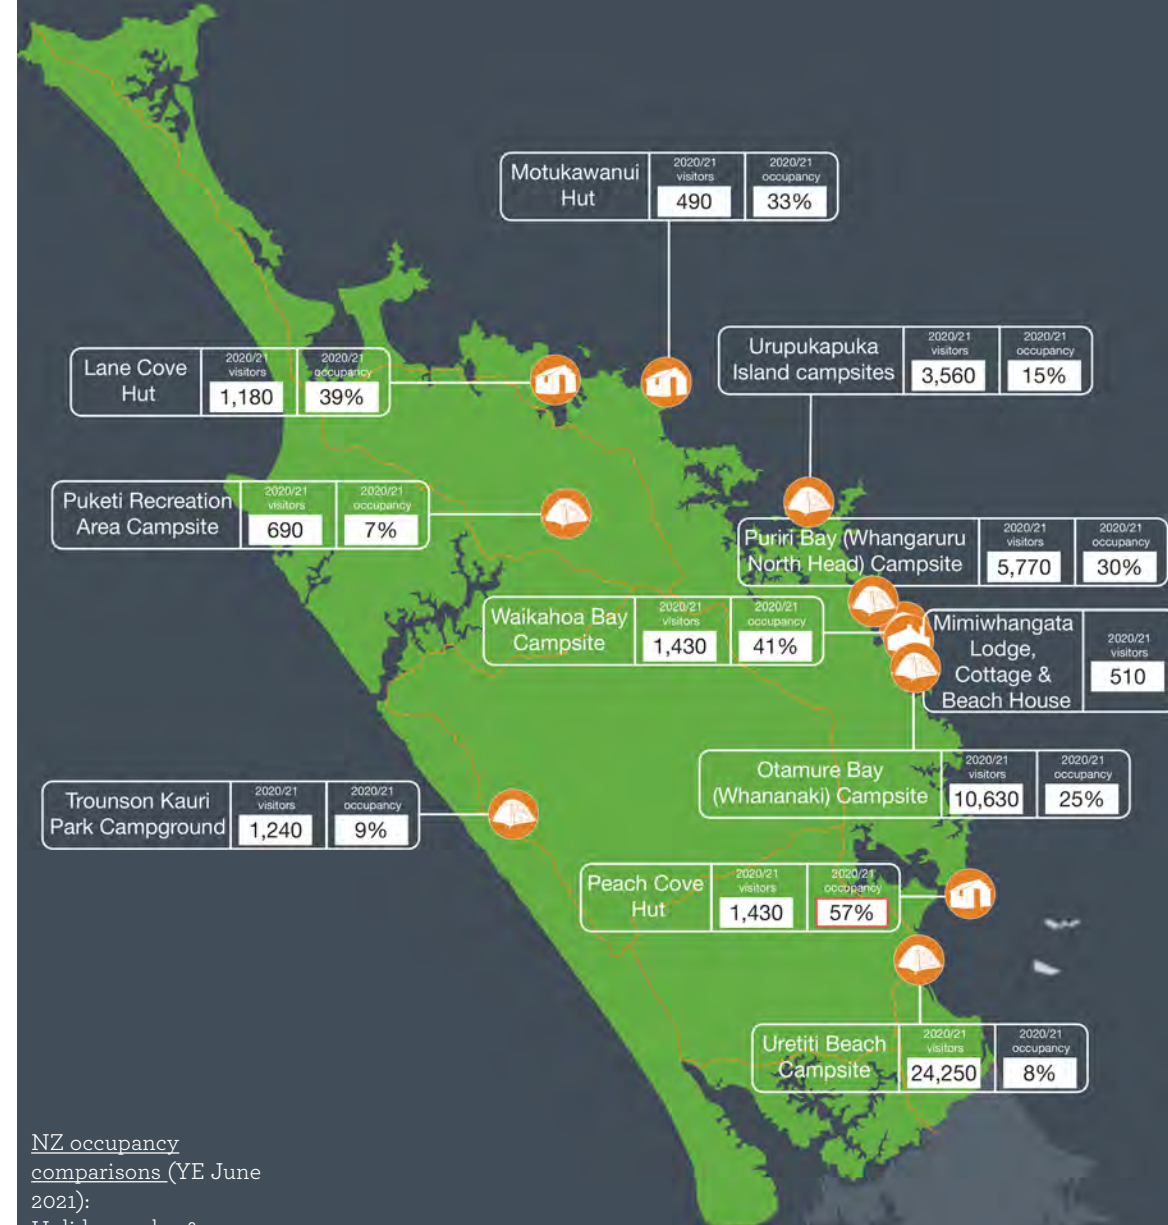 Motukawanui
Hut
2020/21
visitors
490
2020/21
occupancy
33%
Urupukapuka
Island campsites
2020/21
visitors
3,560
2020/21
occupancy
15%
Lane Cove
Hut
2020/21
visitors
1,180
2020/21
occupancy
39%
Puketi Recreation
Area Campsite
2020/21
visitors
690
2020/21
occupancy
7%
Puriri Bay (Whangaruru
North Head) Campsite
2020/21
visitors
5,770
2020/21
occupancy
30%
Waikahoa Bay
Campsite
2020/21
visitors
1,430
2020/21
occupancy
41%
Mimiwhangata
Lodge,
Cottage &
Beach House
2020/21
visitors
510
Otamure Bay
(Whananaki) Campsite
2020/21
visitors
10,630
2020/21
occupancy
25%
Trounson Kauri
Park Campground
2020/21
visitors
1,240
2020/21
occupancy
9%
Peach Cove
Hut
2020/21
visitors
1,430
2020/21
occupancy
57%
Uretiti Beach
Campsite
2020/21
visitors
24,250
2020/21
occupancy
8%
NZ occupancy
comparisons (YE June
2021):